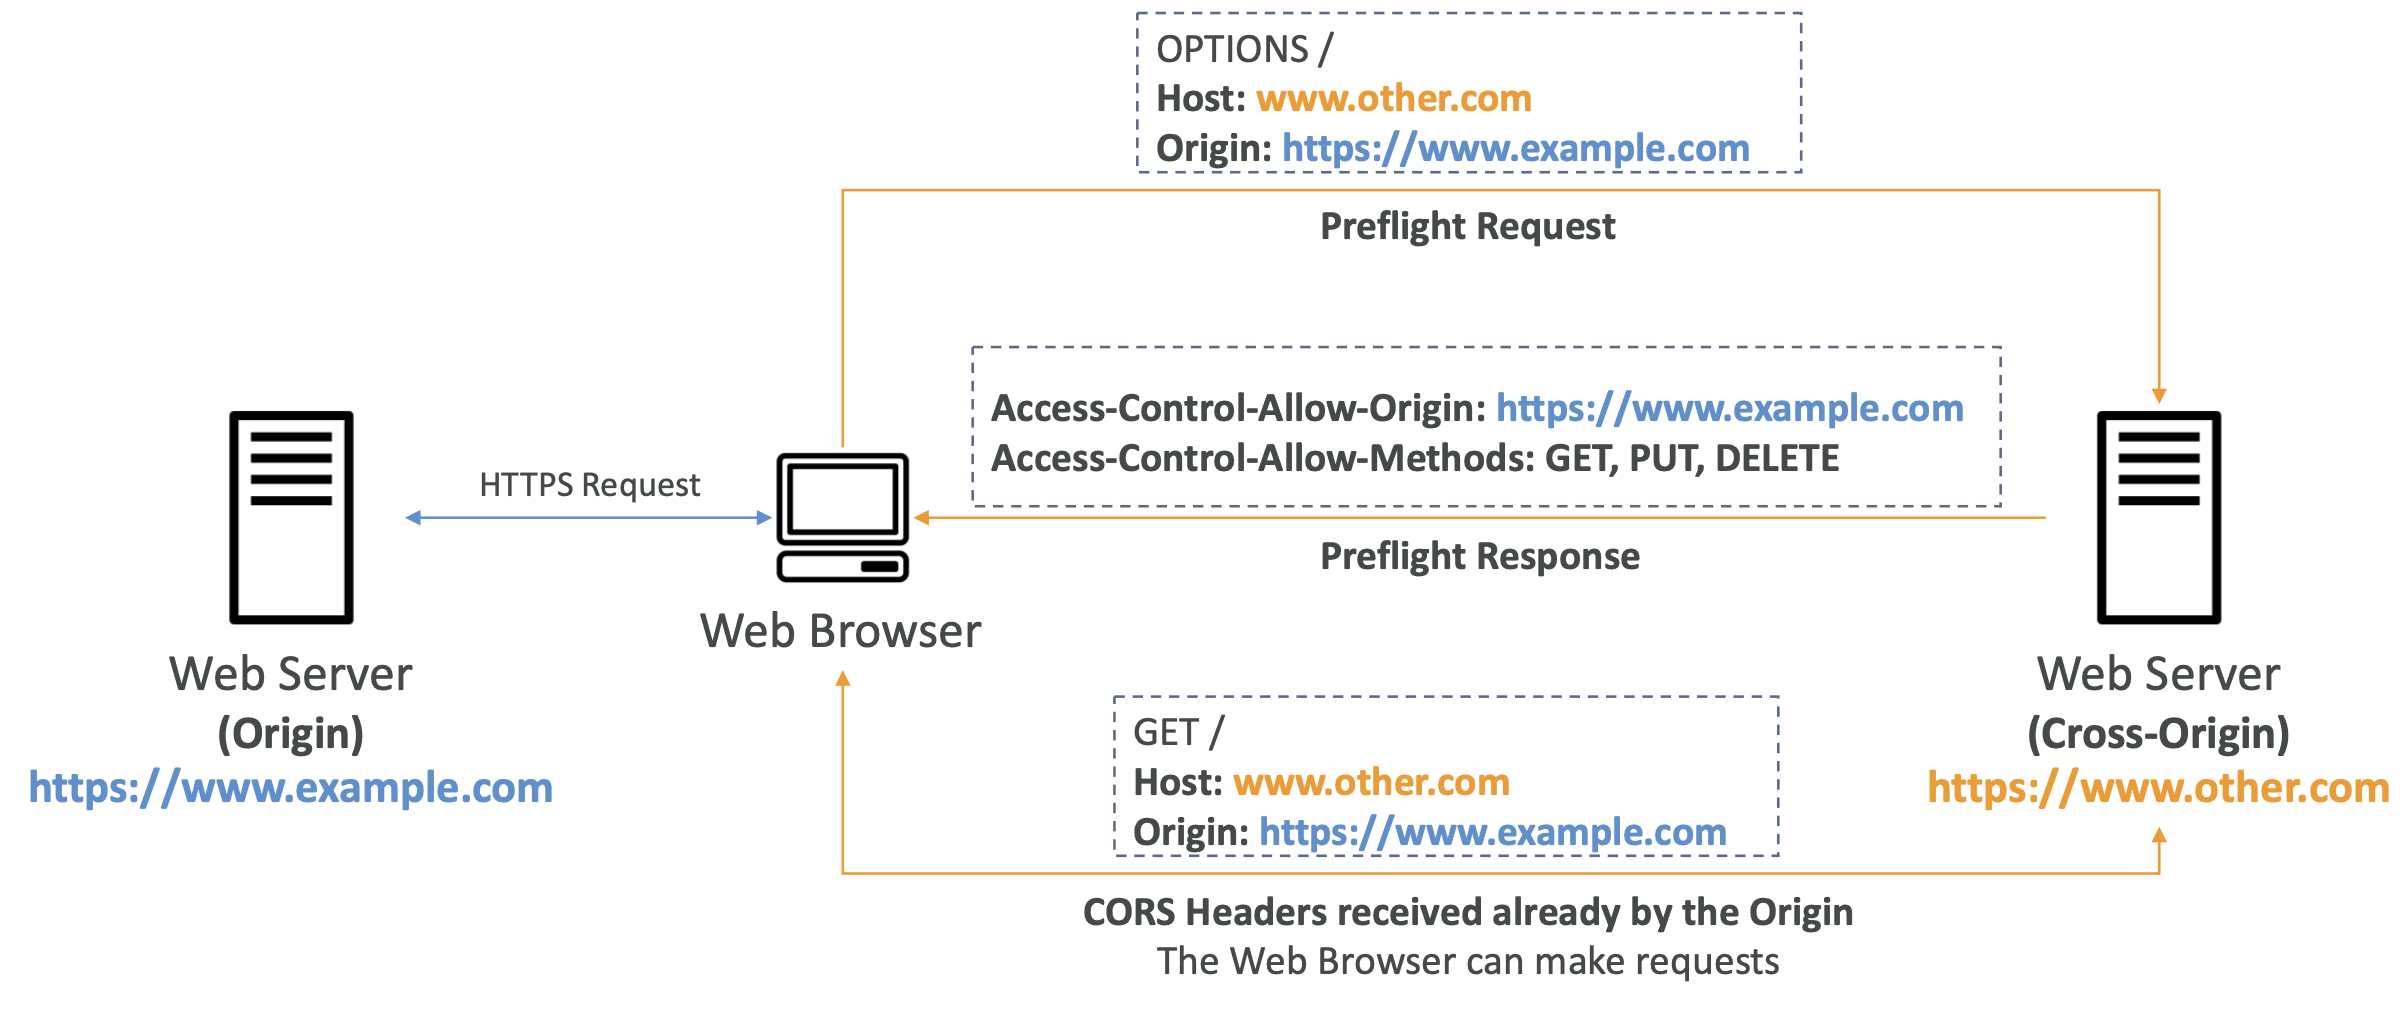 OPTIONS /
Host: www.other.com
Origin: https://www.example.com
Preflight Request
Access-Control-Allow-Origin: https://www.example.com
Access-Control-Allow-Methods: GET, PUT, DELETE
HTTPS Request
Preflight Response
Web Browser
Web Server
(Origin)
https://www.example.com
Web Server
(Cross-Origin)
https://www.other.com
GET /
Host: www.other.com
Origin: https://www.example.com
CORS Headers received already by the Origin
The Web Browser can make requests